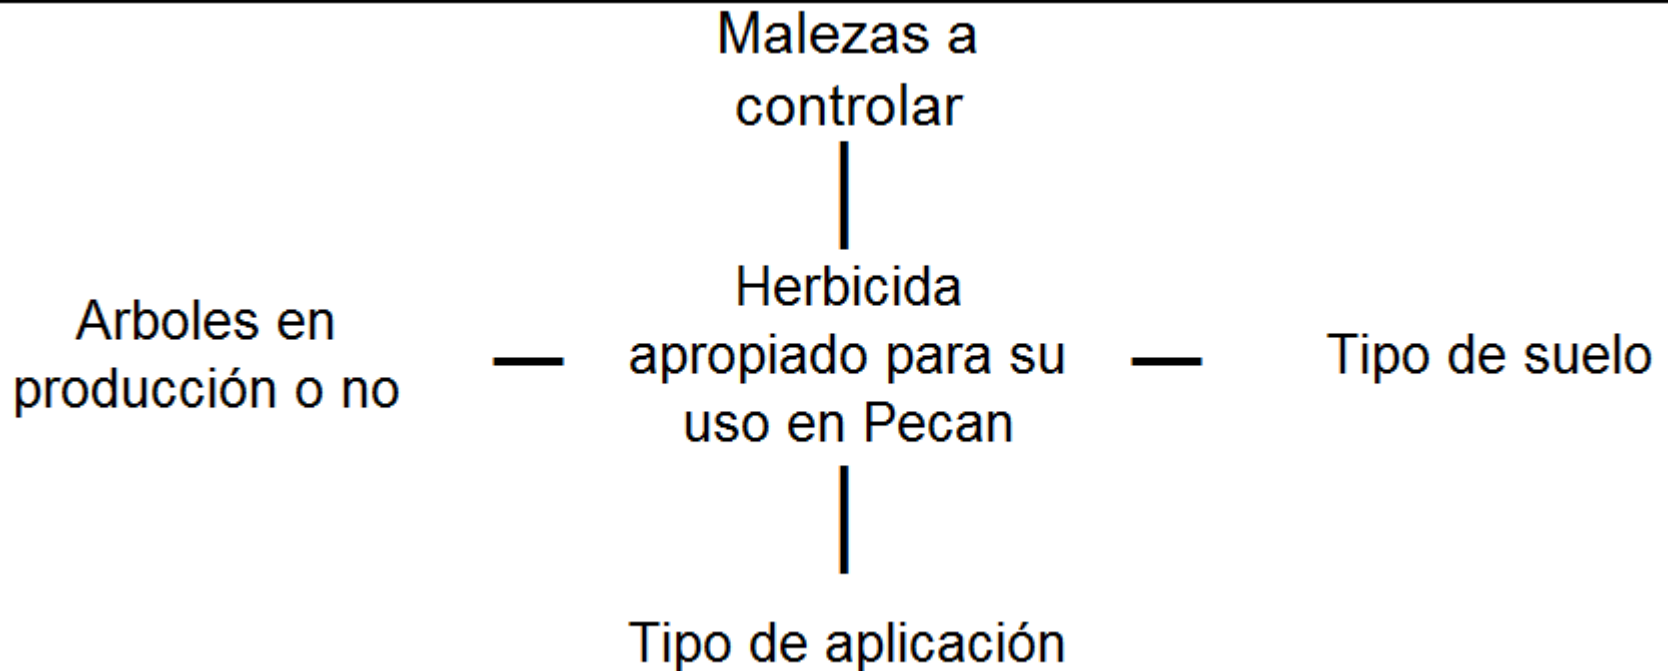 Malezas a
controlar
Herbicida
apropiado para su
uso en Pecan
Arboles en
producción o no
Tipo de suelo
Tipo de aplicación